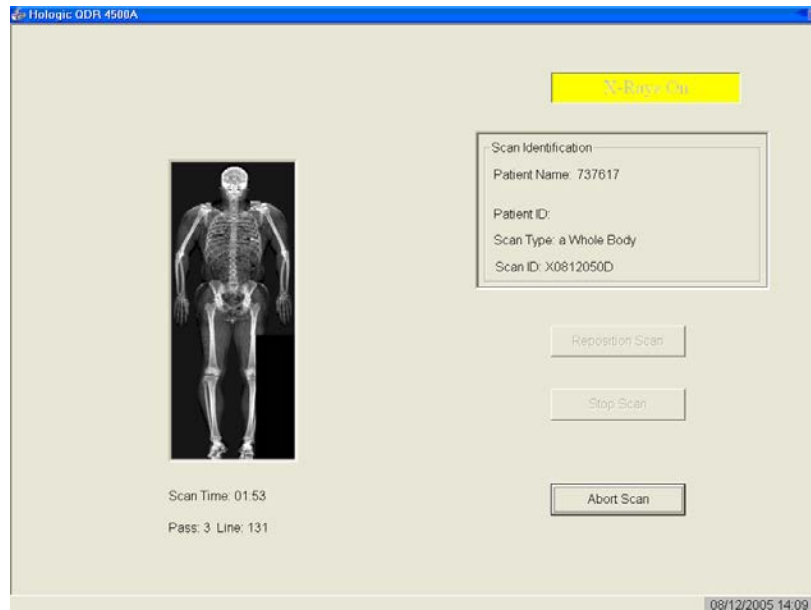 Hologic QDR 4500A
X-Rays On
Scan Identification
Patient Name: 737617
Patient ID:
Scan Type: a Whole Body
Scan ID: X0812050D
Reposition Scan
Stop Scan
Abort Scan
Scan Time: 01:53
Pass: 3 Line: 131
08/12/2005 14:09